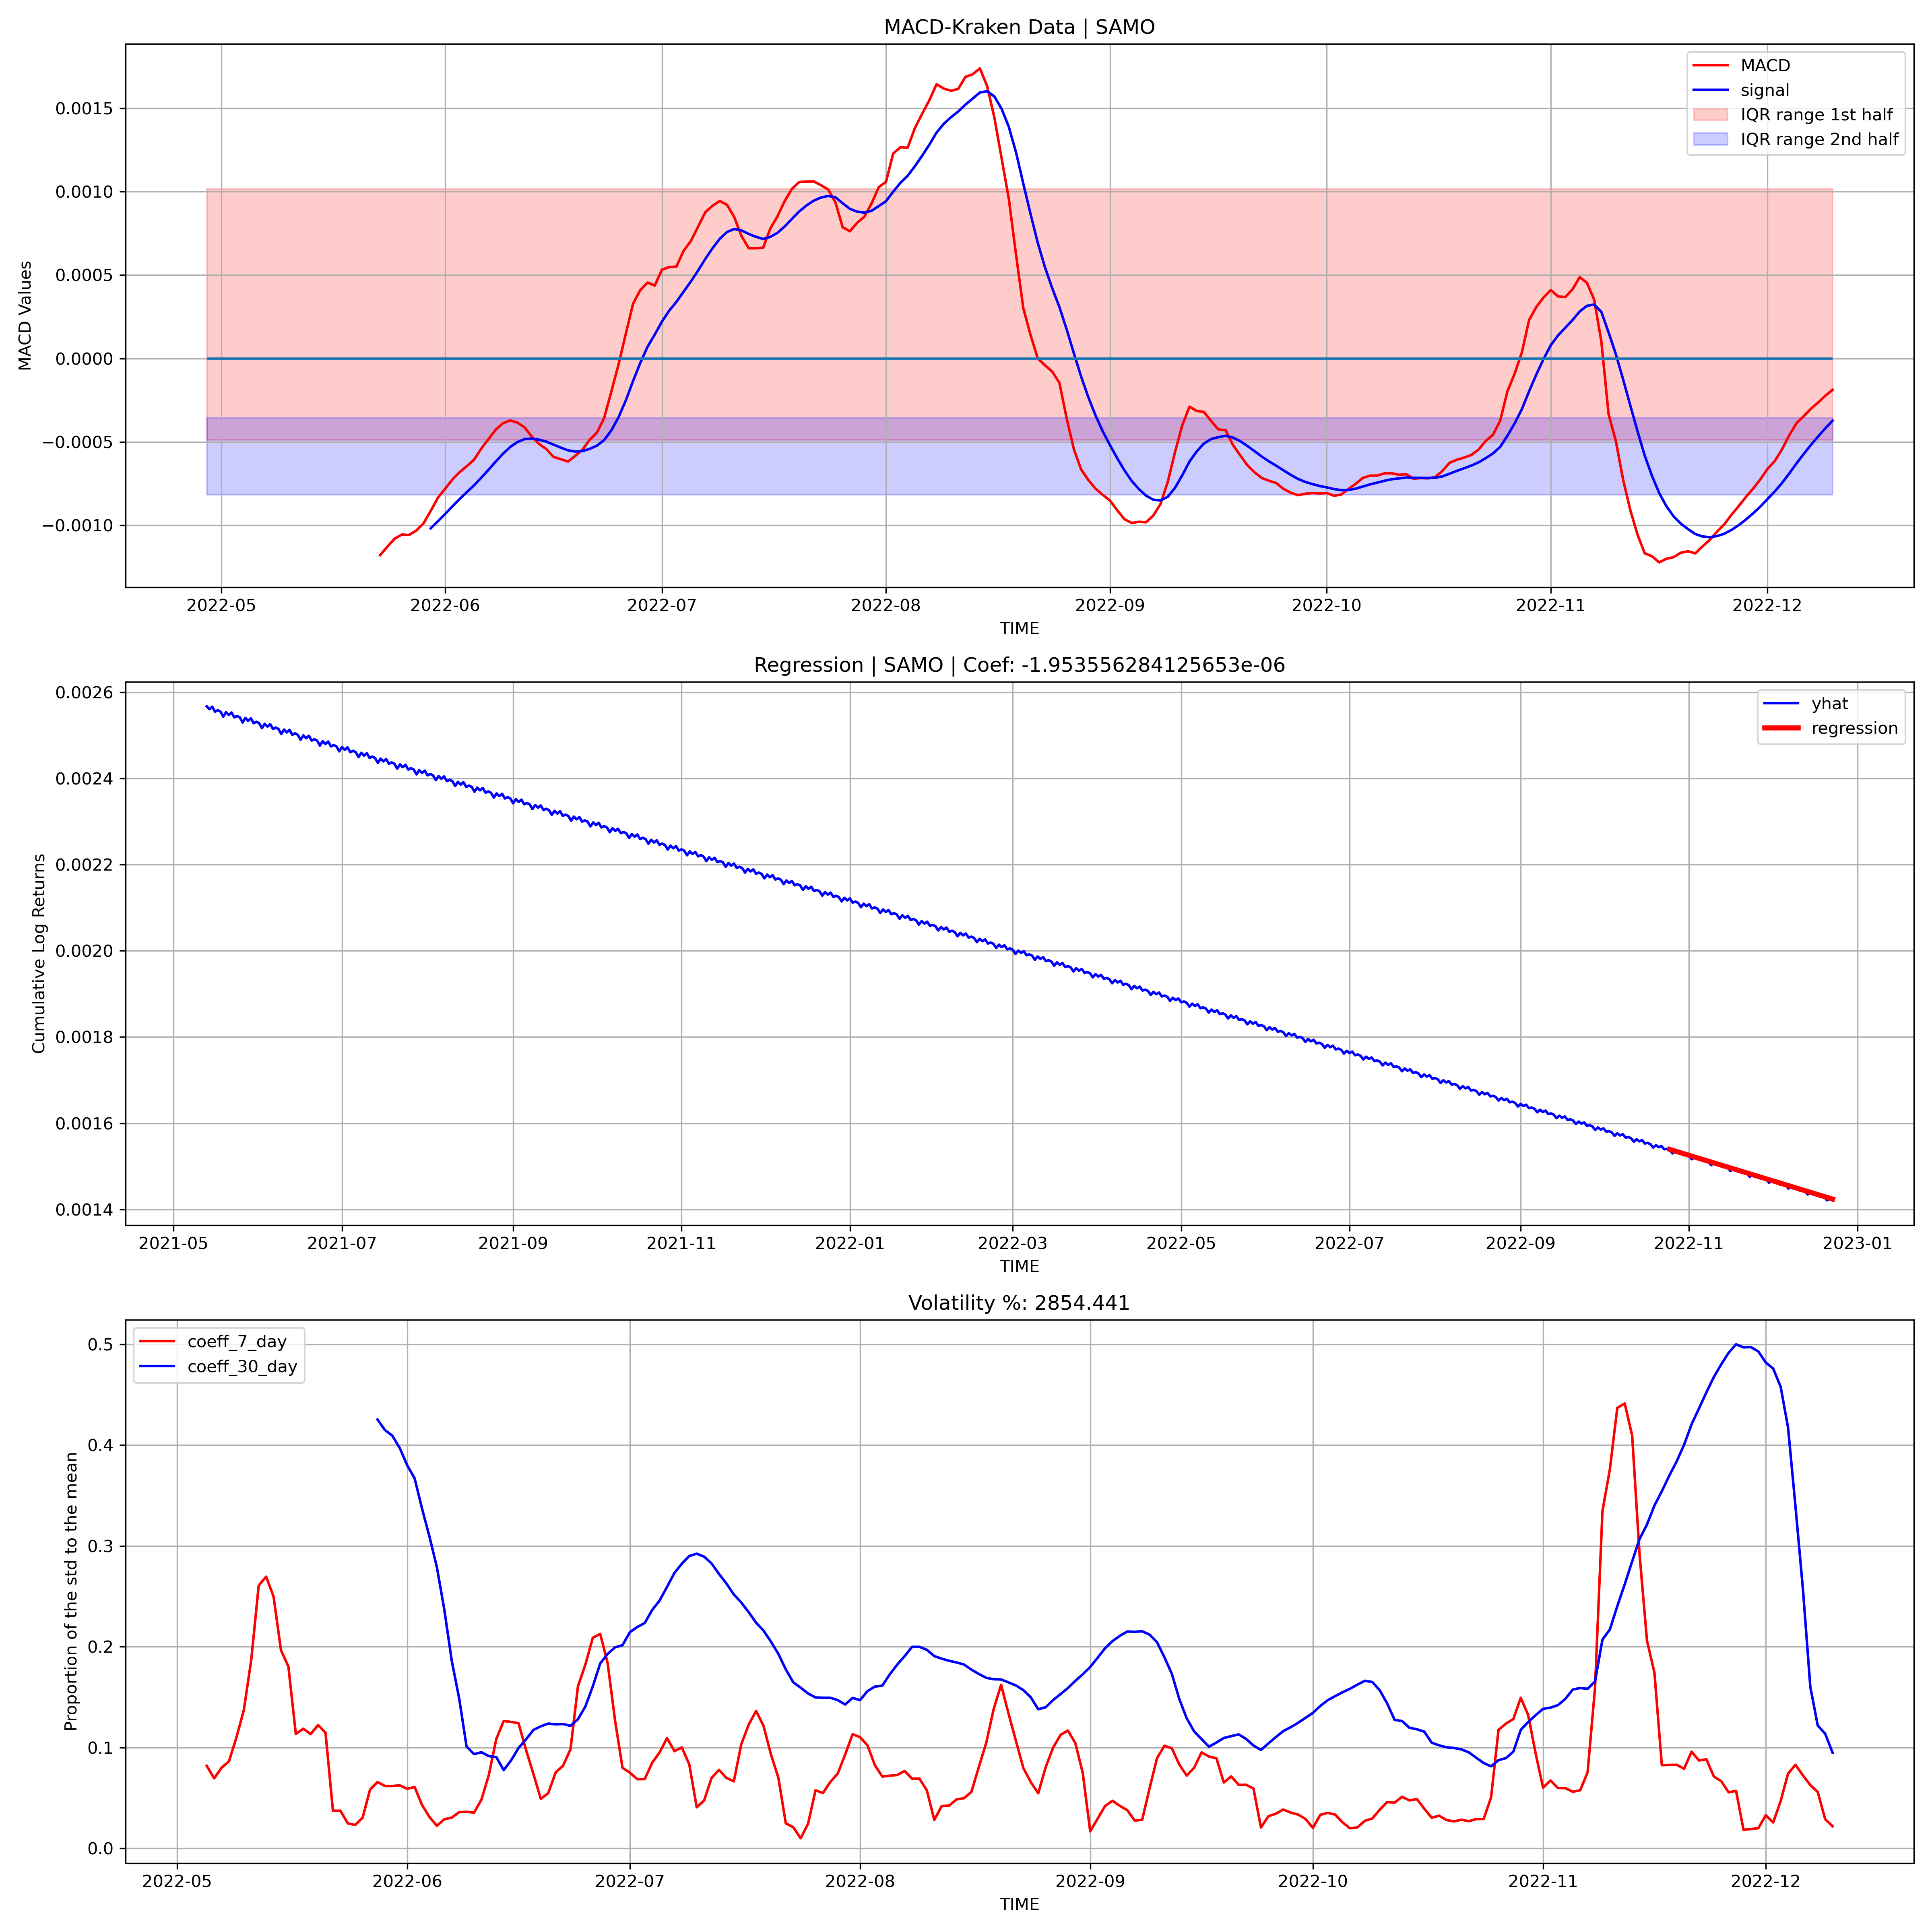 MACD-Kraken Data | SAMO
MACD
signal
IQR range 1st half
IQR range 2nd half
MACD Values
0.0015
0.0010
0.0005
0.0000
−0.0005
−0.0010
2022-05 2022-06 2022-07 2022-08 2022-09 2022-10 2022-11 2022-12
TIME
Regression | SAMO | Coef: -1.953556284125653e-06
yhat
regression
Cumulative Log Returns
0.0026
0.0024
0.0022
0.0020
0.0018
0.0016
0.0014
2021-05 2021-07 2021-09 2021-11 2022-01 2022-03 2022-05 2022-07 2022-09 2022-11 2023-01
TIME
Volatility %: 2854.441
coeff_7_day
coeff_30_day
Proportion of the std to the mean
0.5
0.4
0.3
0.2
0.1
0.0
2022-05 2022-06 2022-07 2022-08 2022-09 2022-10 2022-11 2022-12
TIME